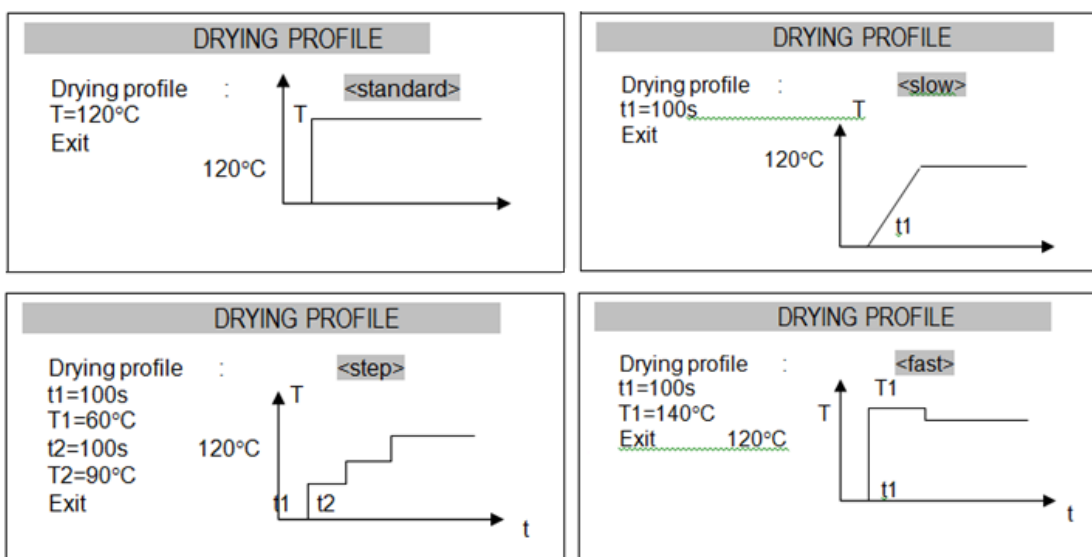 DRYING PROFILE
Drying profile : <standard>
T=120°C T
Exit
120°C
DRYING PROFILE
Drying profile : <slow>
t1=100s T
Exit
120°C
t1
DRYING PROFILE
Drying profile : <step>
t1=100s T
T1=60°C
t2=100s 120°C
T2=90°C
Exit t1 t2
t
DRYING PROFILE
Drying profile : <fast>
t1=100s T1
T1=140°C T
Exit 120°C
t1
t